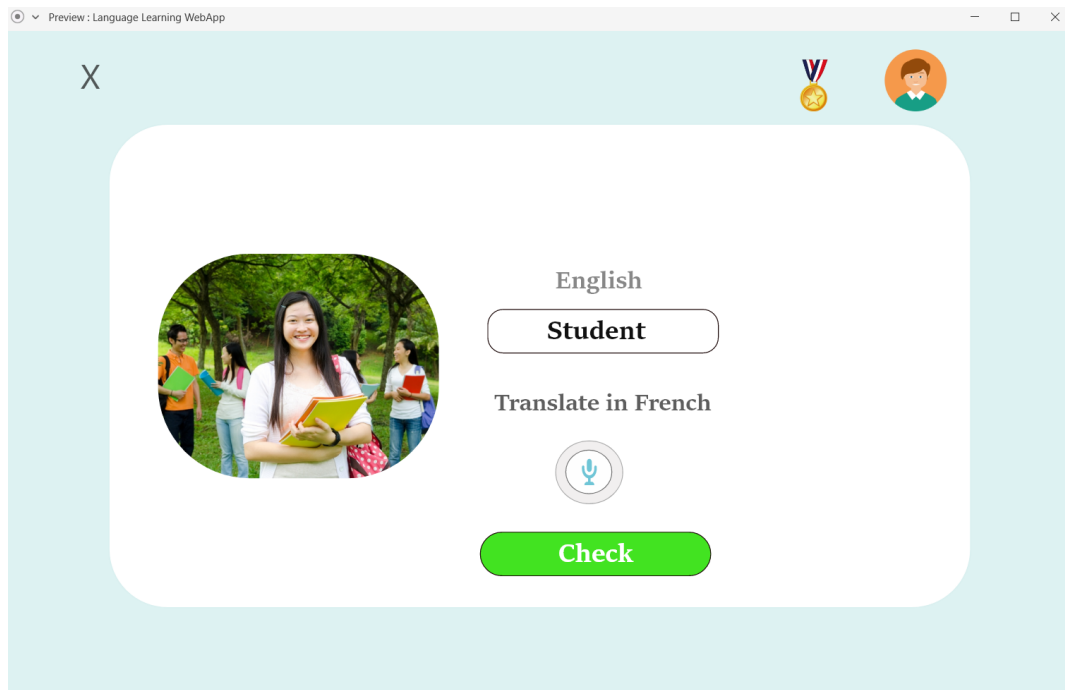 Preview : Language Learning WebApp
X
English
Student
Translate in French
Check